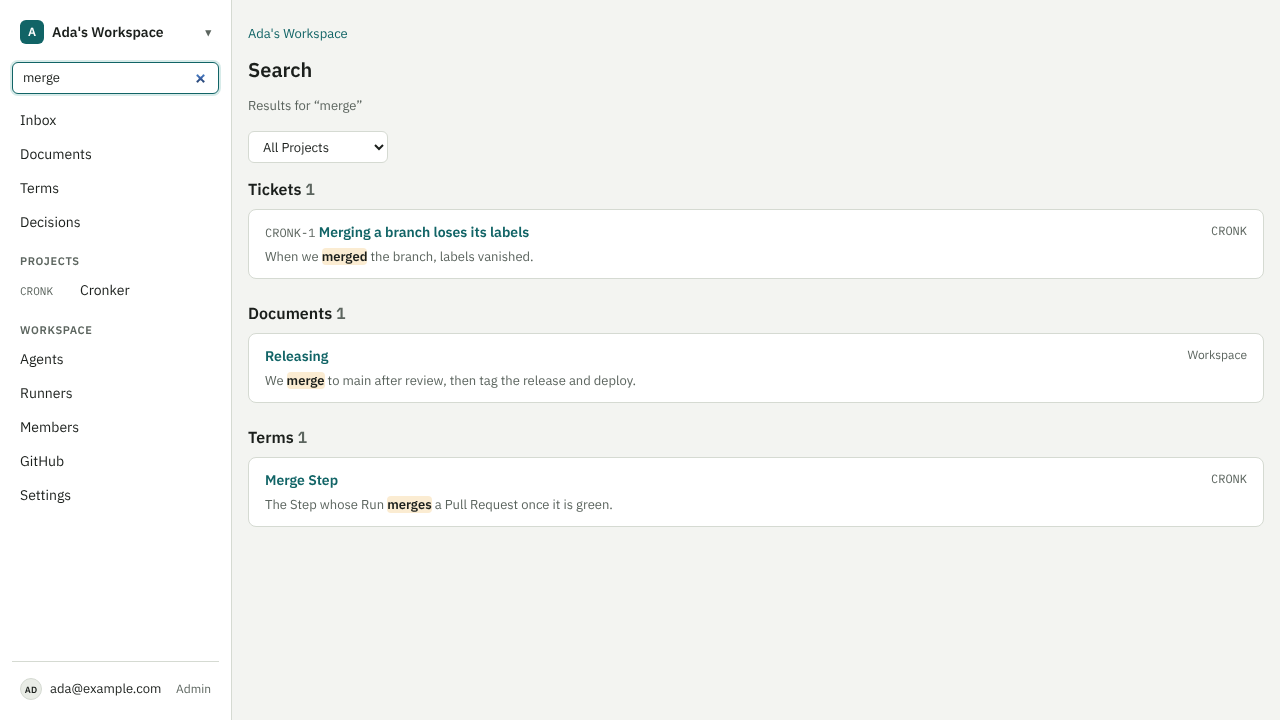 A Ada's Workspace ▾
merge ×
Inbox
Documents
Terms
Decisions
PROJECTS
CRONK Cronker
WORKSPACE
Agents
Runners
Members
GitHub
Settings
AD ada@example.com Admin
Ada's Workspace
Search
Results for “merge”
All Projects
Tickets 1
CRONK-1 Merging a branch loses its labels CRONK
When we merged the branch, labels vanished.
Documents 1
Releasing Workspace
We merge to main after review, then tag the release and deploy.
Terms 1
Merge Step CRONK
The Step whose Run merges a Pull Request once it is green.